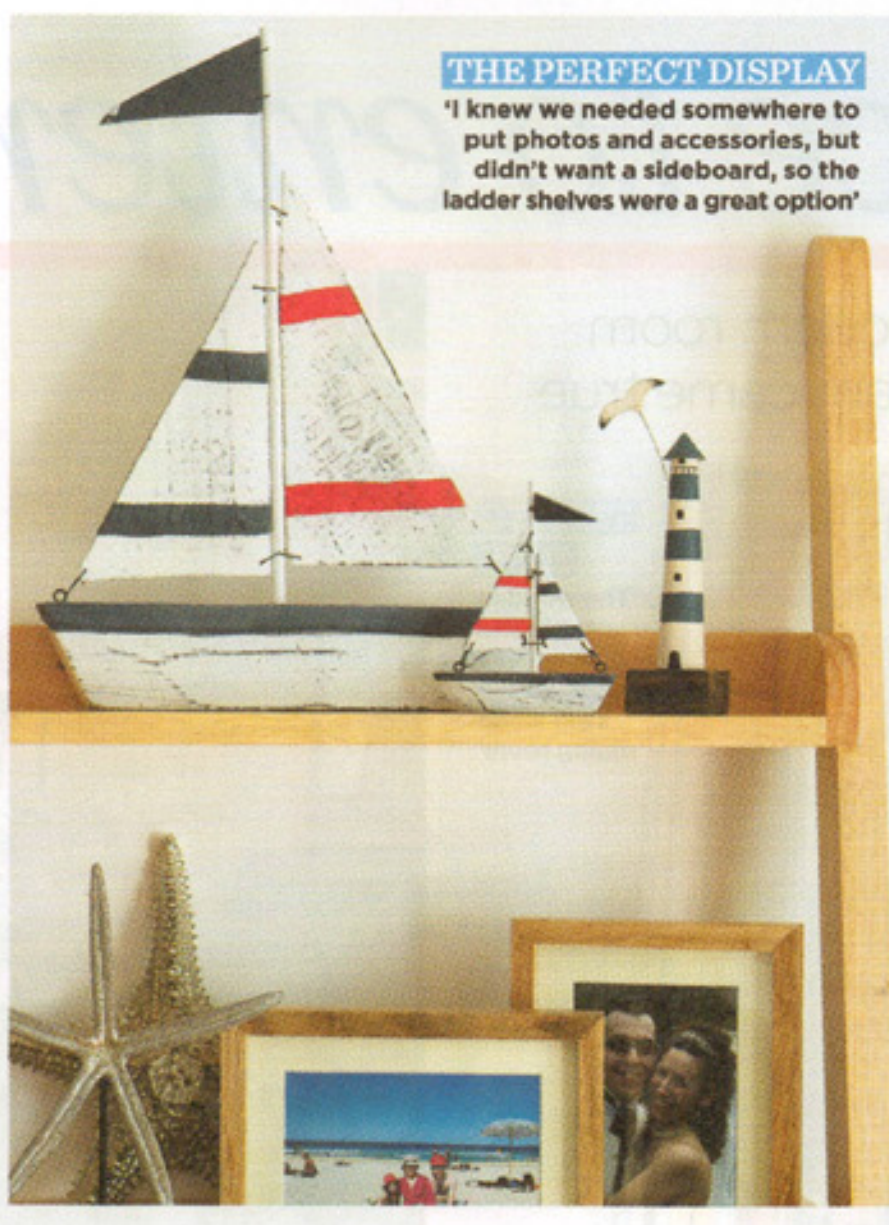 THE PERFECT DISPLAY
'I knew we needed somewhere to
put photos and accessories, but
didn't want a sideboard, so the
ladder shelves were a great option'